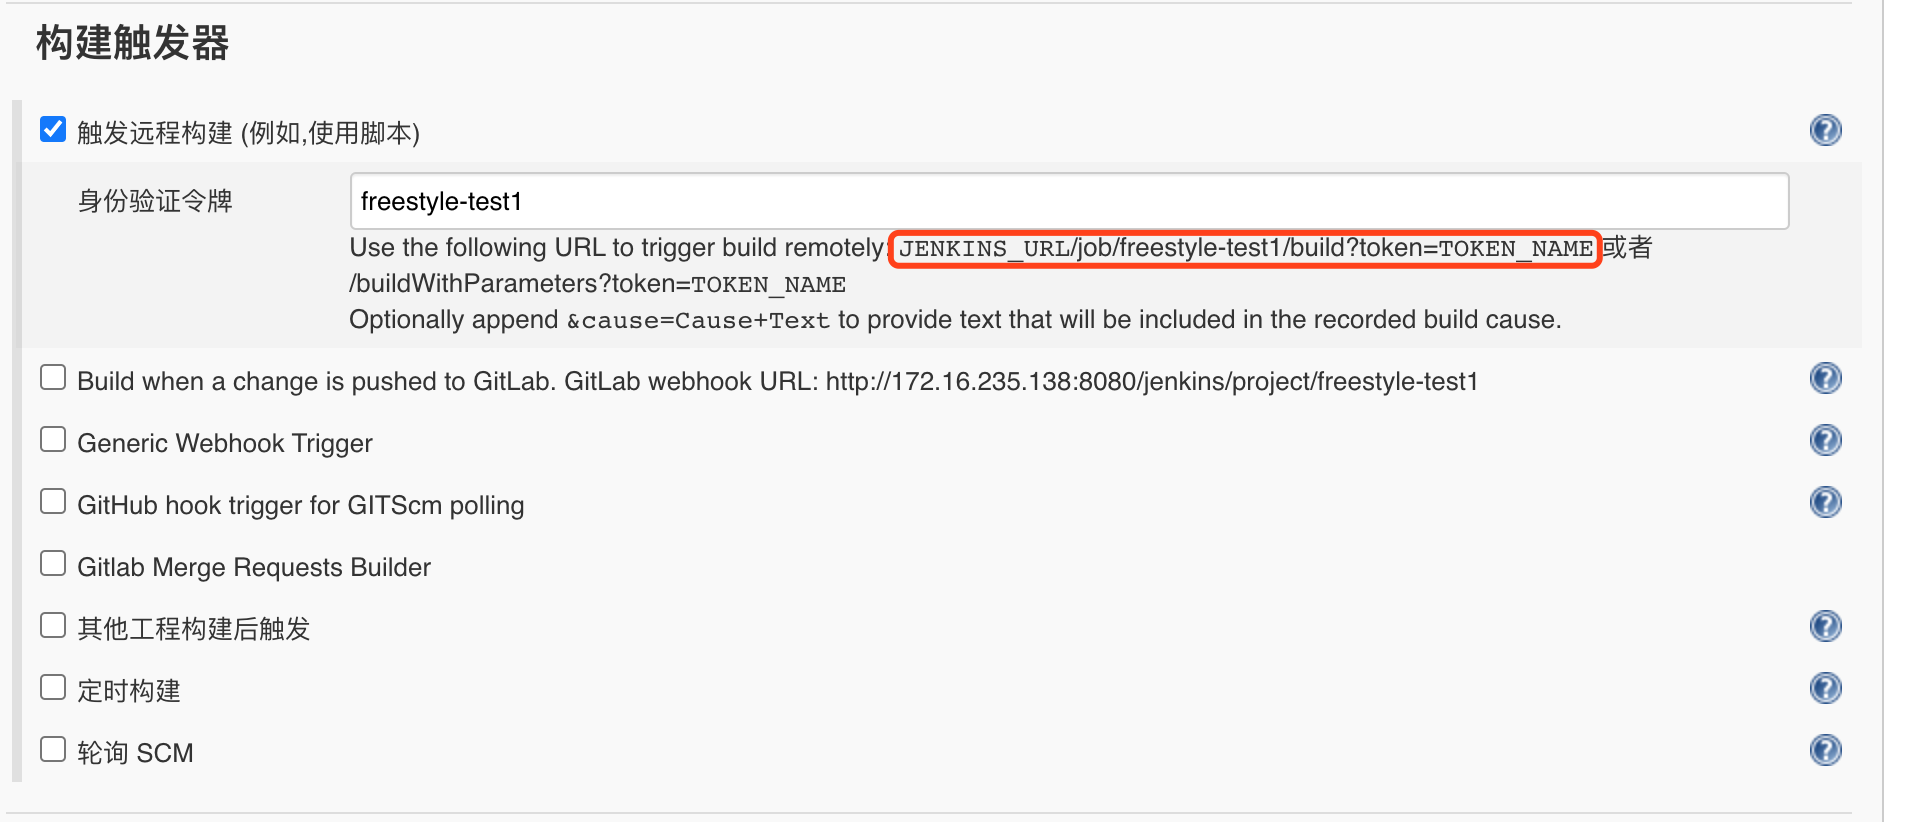 构建触发器
触发远程构建 (例如,使用脚本)
身份验证令牌
freestyle-test1
Use the following URL to trigger build remotely: JENKINS_URL/job/freestyle-test1/build?token=TOKEN_NAME 或者
/buildWithParameters?token=TOKEN_NAME
Optionally append &cause=Cause+Text to provide text that will be included in the recorded build cause.
Build when a change is pushed to GitLab. GitLab webhook URL: http://172.16.235.138:8080/jenkins/project/freestyle-test1
Generic Webhook Trigger
GitHub hook trigger for GITScm polling
Gitlab Merge Requests Builder
其他工程构建后触发
定时构建
轮询 SCM